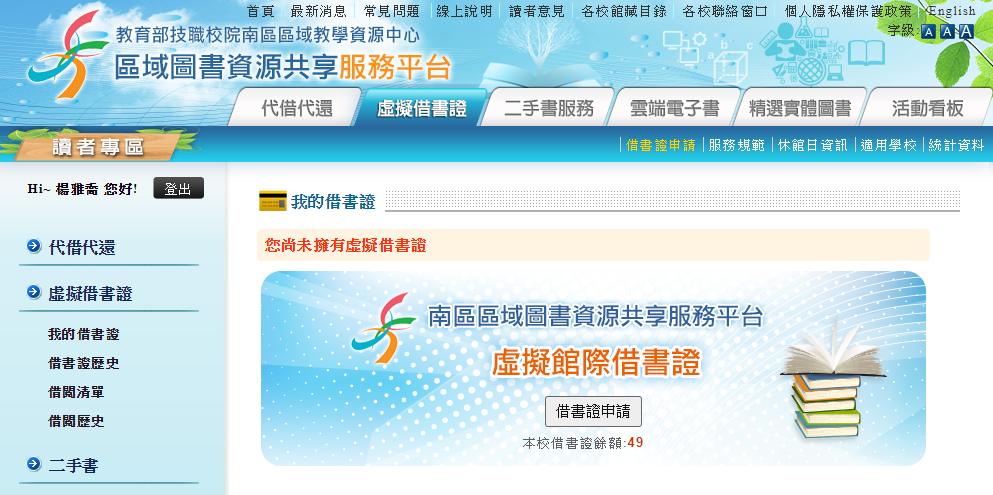 首頁 最新消息 常見問題 線上說明 讀者意見 各校館藏目錄 各校聯絡窗口 個人隱私權保護政策 English
字級: A A A
教育部技職校院南區區域教學資源中心
區域圖書資源共享服務平台
代借代還 虛擬借書證 二手書服務 雲端電子書 精選實體圖書 活動看板
讀者專區
借書證申請 服務規範 休館日資訊 適用學校 統計資料
Hi~ 楊雅喬 您好! 登出
我的借書證
您尚未擁有虛擬借書證
代借代還
虛擬借書證
我的借書證
借書證歷史
借閱清單
借閱歷史
二手書
南區區域圖書資源共享服務平台
虛擬館際借書證
借書證申請
本校借書證餘額:49